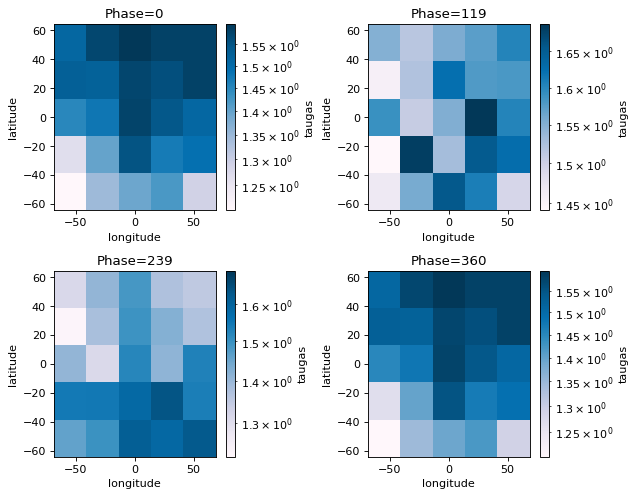 Phase=0
60
40
20
0
−20
−40
−60
latitude
−50
0
50
longitude
1.55 × 10⁰
1.5 × 10⁰
1.45 × 10⁰
1.4 × 10⁰
1.35 × 10⁰
1.3 × 10⁰
1.25 × 10⁰
taugas
Phase=119
60
40
20
0
−20
−40
−60
latitude
−50
0
50
longitude
1.65 × 10⁰
1.6 × 10⁰
1.55 × 10⁰
1.5 × 10⁰
1.45 × 10⁰
taugas
Phase=239
60
40
20
0
−20
−40
−60
latitude
−50
0
50
longitude
1.6 × 10⁰
1.5 × 10⁰
1.4 × 10⁰
1.3 × 10⁰
taugas
Phase=360
60
40
20
0
−20
−40
−60
latitude
−50
0
50
longitude
1.55 × 10⁰
1.5 × 10⁰
1.45 × 10⁰
1.4 × 10⁰
1.35 × 10⁰
1.3 × 10⁰
1.25 × 10⁰
taugas